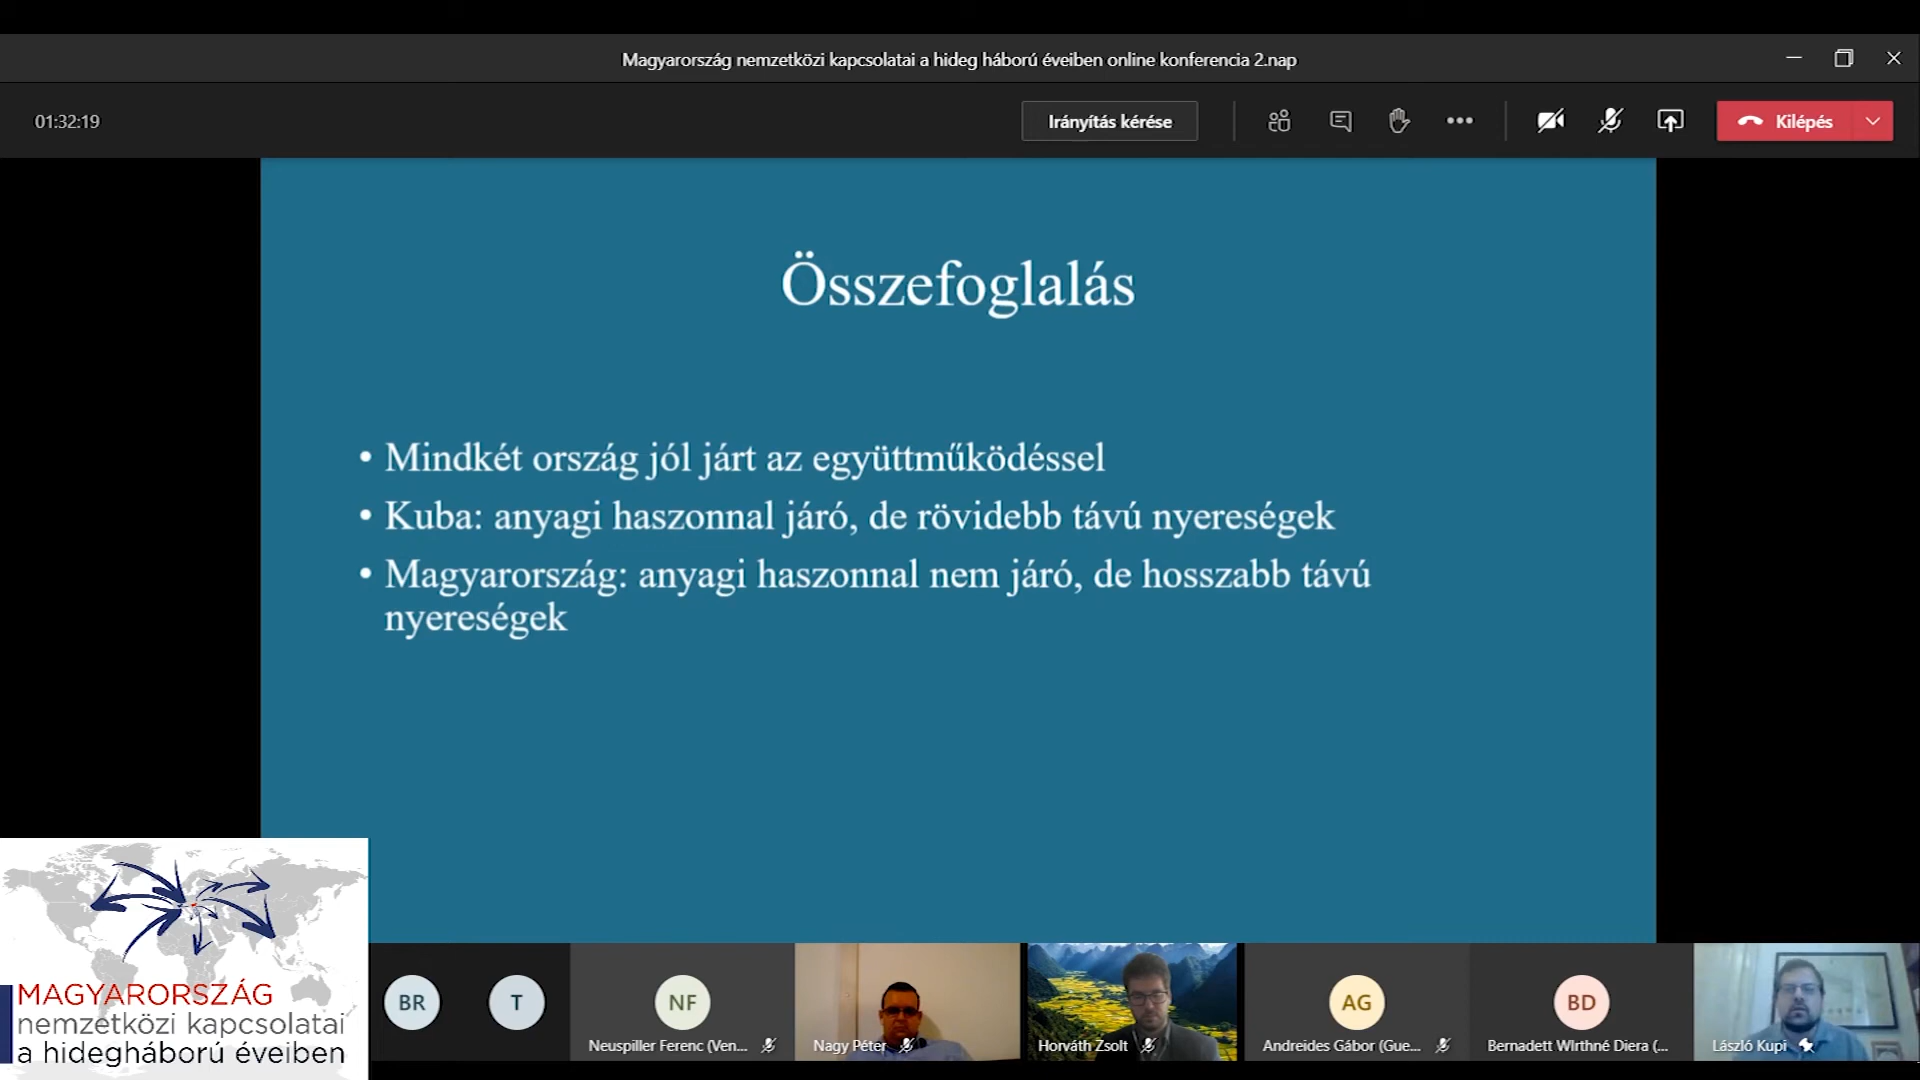 Magyarország nemzetközi kapcsolatai a hideg háború éveiben online konferencia 2.nap
01:32:19
Irányítás kérése
Kilépés
Összefoglalás
• Mindkét ország jól járt az együttműködéssel
• Kuba: anyagi haszonnal járó, de rövidebb távú nyereségek
• Magyarország: anyagi haszonnal nem járó, de hosszabb távú
nyereségek
MAGYARORSZÁG
nemzetközi kapcsolatai
a hidegháború éveiben
BR
T
NF
Neuspiller Ferenc (Ven...
Nagy Péter
Horváth Zsolt
AG
Andreides Gábor (Gue...
BD
Bernadett WIrthné Diera (...
László Kupi